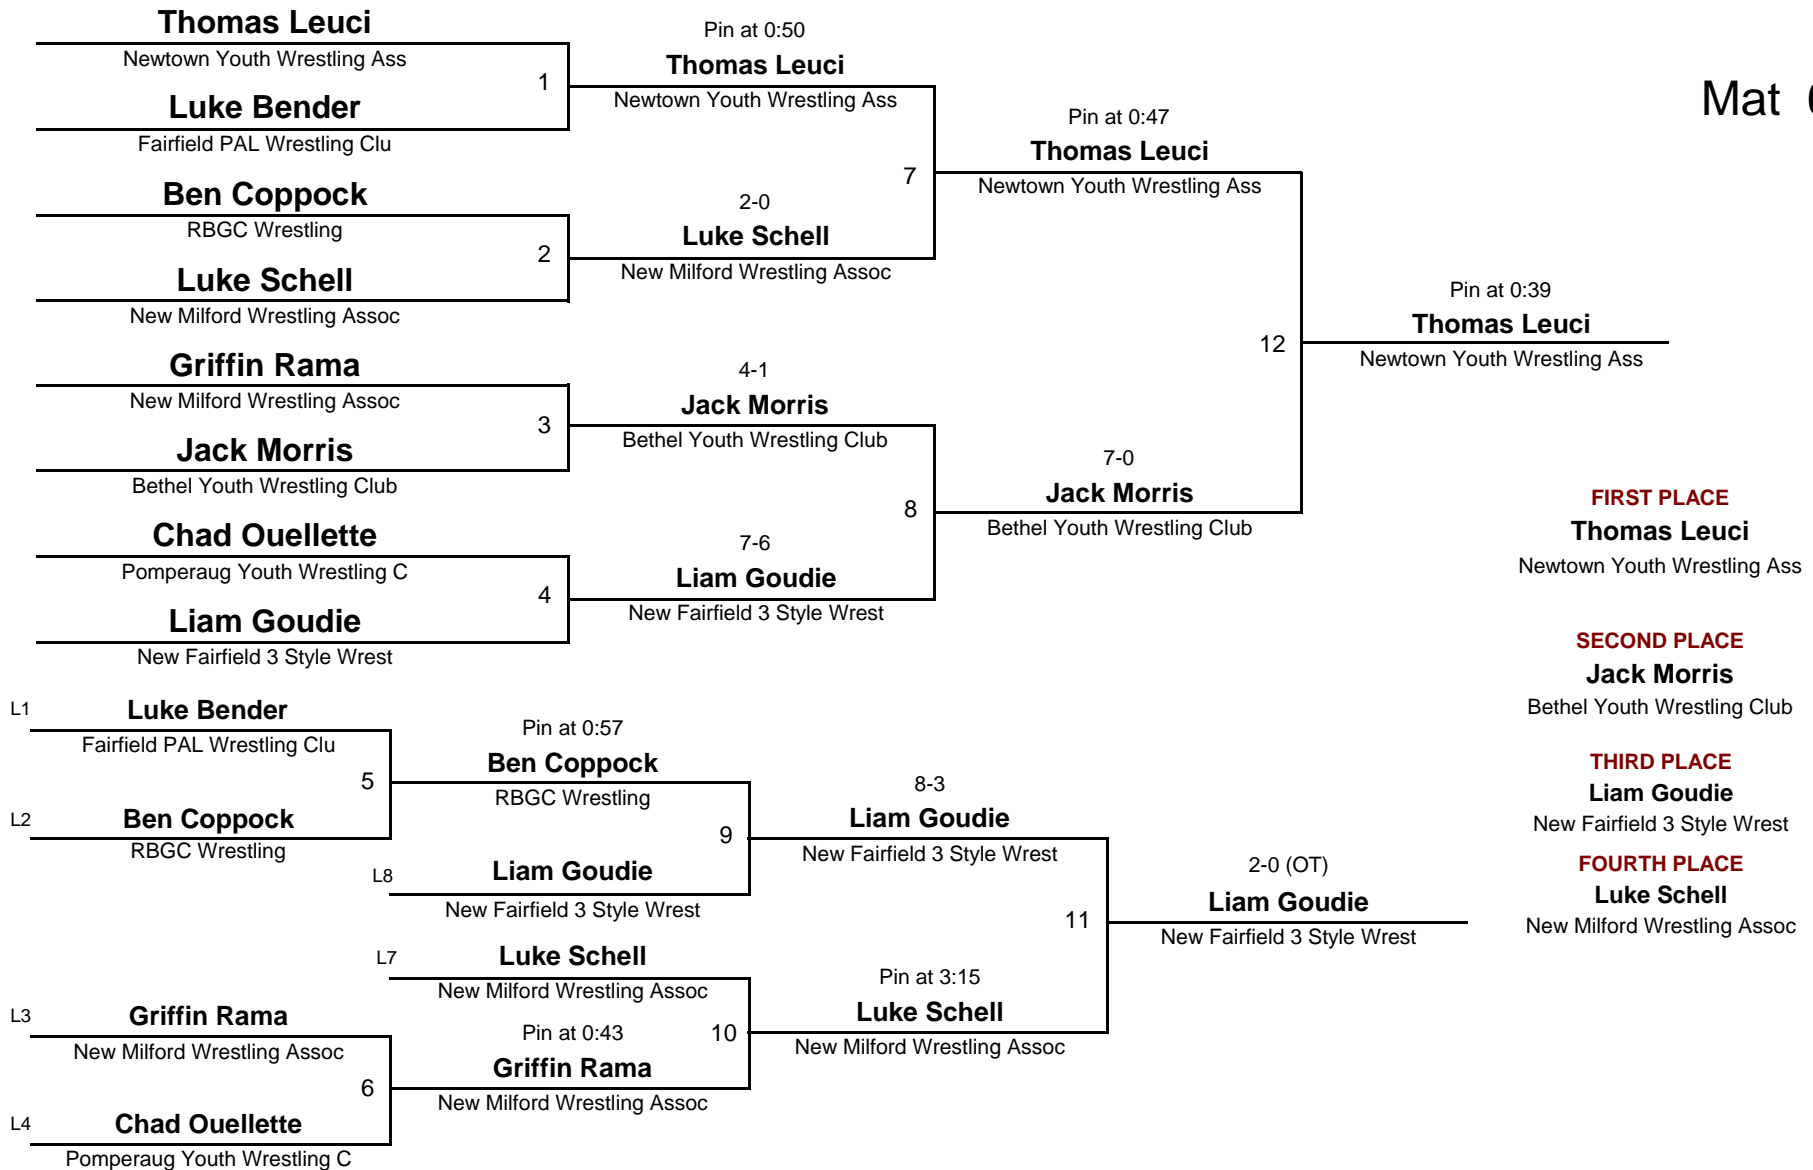 Thomas Leuci
Newtown Youth Wrestling Ass
1
Luke Bender
Fairfield PAL Wrestling Clu
Ben Coppock
RBGC Wrestling
2
Luke Schell
New Milford Wrestling Assoc
Griffin Rama
New Milford Wrestling Assoc
3
Jack Morris
Bethel Youth Wrestling Club
Chad Ouellette
Pomperaug Youth Wrestling C
4
Liam Goudie
New Fairfield 3 Style Wrest
Pin at 0:50
Thomas Leuci
Newtown Youth Wrestling Ass
7
2-0
Luke Schell
New Milford Wrestling Assoc
4-1
Jack Morris
Bethel Youth Wrestling Club
8
7-6
Liam Goudie
New Fairfield 3 Style Wrest
Pin at 0:47
Thomas Leuci
Newtown Youth Wrestling Ass
12
7-0
Jack Morris
Bethel Youth Wrestling Club
Pin at 0:39
Thomas Leuci
Newtown Youth Wrestling Ass
Mat
FIRST PLACE
Thomas Leuci
Newtown Youth Wrestling Ass
SECOND PLACE
Jack Morris
Bethel Youth Wrestling Club
THIRD PLACE
Liam Goudie
New Fairfield 3 Style Wrest
FOURTH PLACE
Luke Schell
New Milford Wrestling Assoc
L1
Luke Bender
Fairfield PAL Wrestling Clu
5
L2
Ben Coppock
RBGC Wrestling
L3
Griffin Rama
New Milford Wrestling Assoc
6
L4
Chad Ouellette
Pomperaug Youth Wrestling C
Pin at 0:57
Ben Coppock
RBGC Wrestling
9
L8
Liam Goudie
New Fairfield 3 Style Wrest
L7
Luke Schell
New Milford Wrestling Assoc
10
Pin at 0:43
Griffin Rama
New Milford Wrestling Assoc
8-3
Liam Goudie
New Fairfield 3 Style Wrest
11
Pin at 3:15
Luke Schell
New Milford Wrestling Assoc
2-0 (OT)
Liam Goudie
New Fairfield 3 Style Wrest